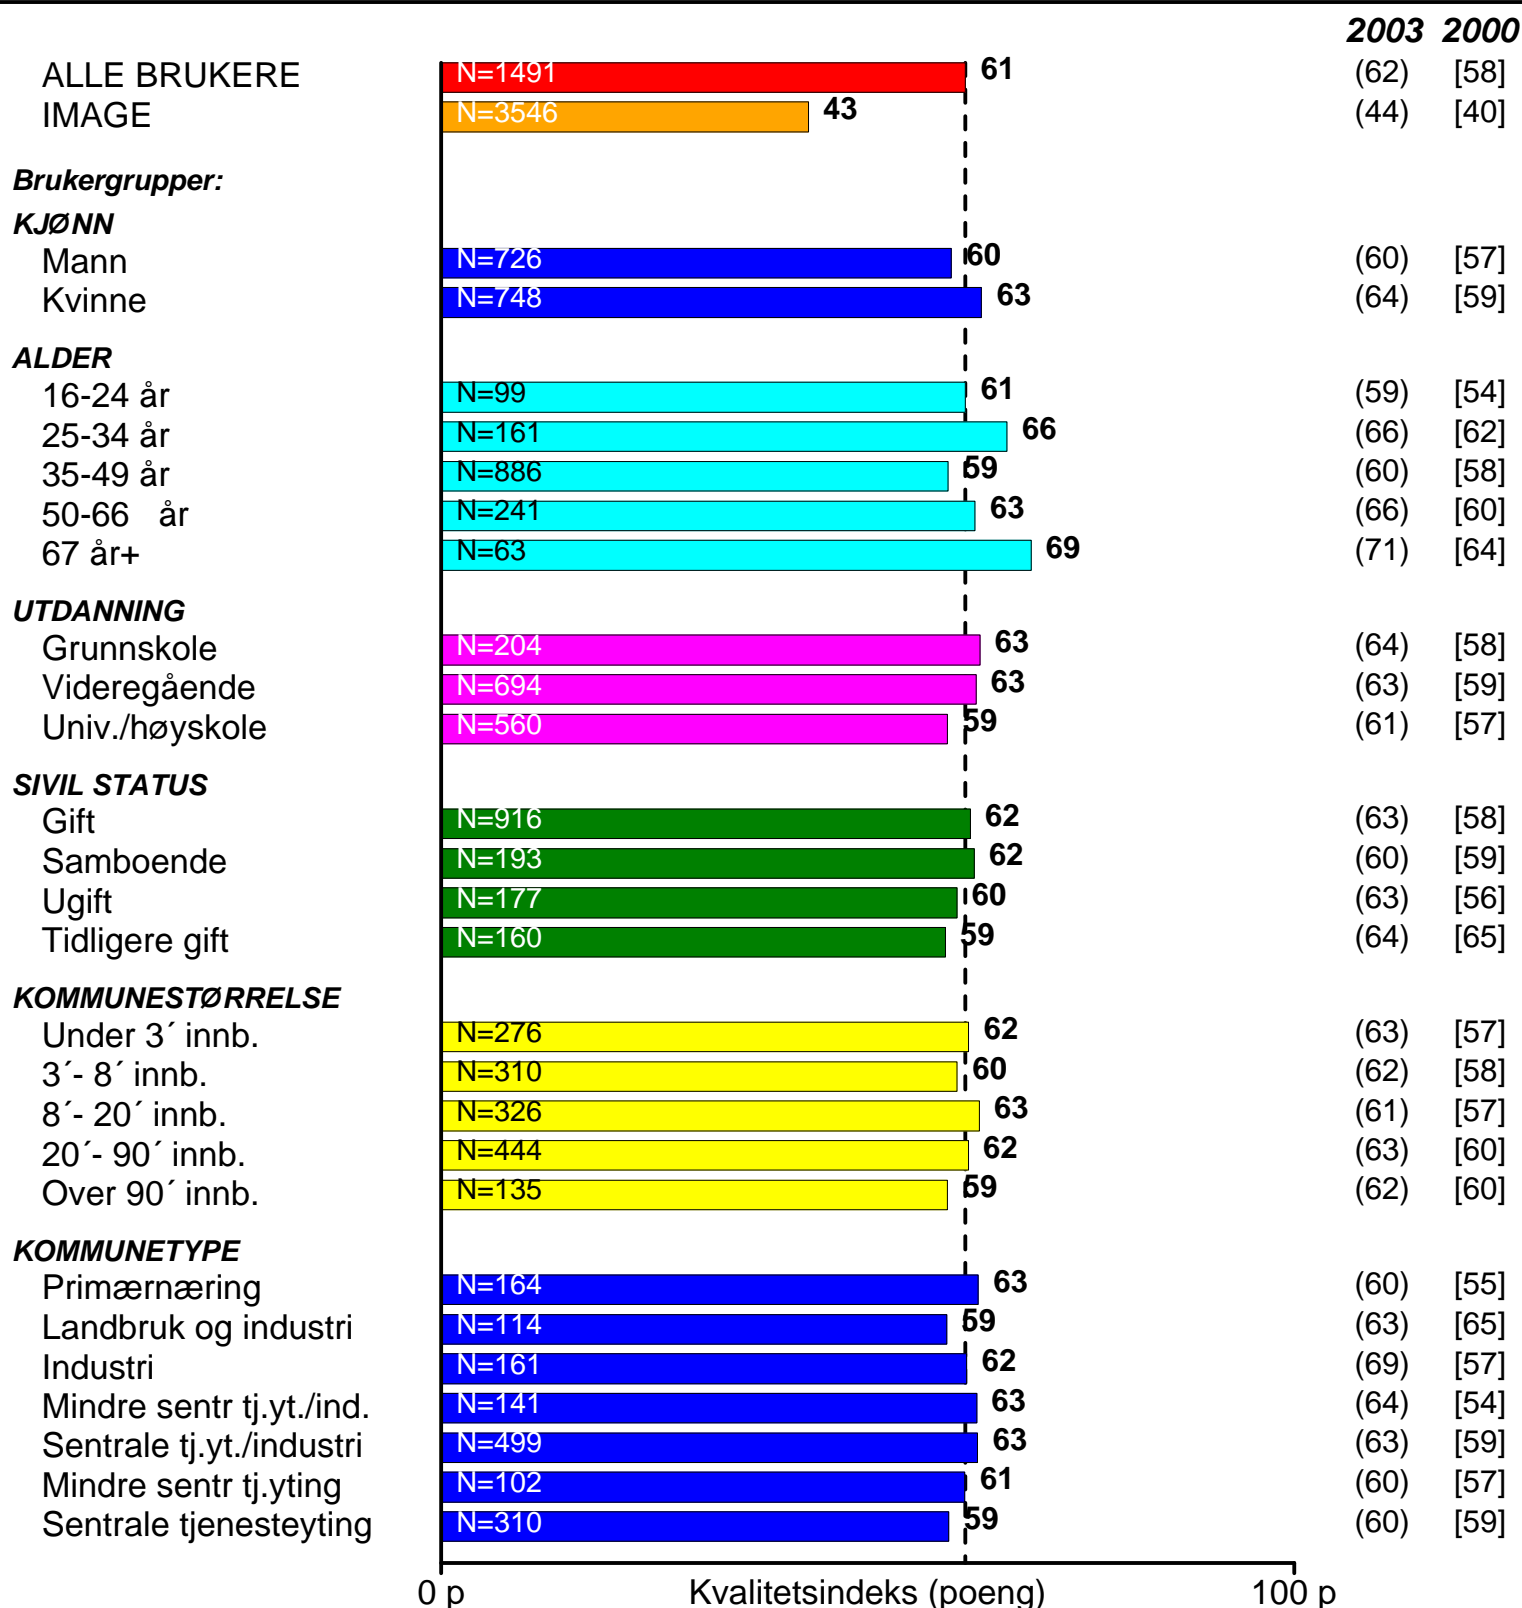 2003 2000
ALLE BRUKERE N=1491 61 (62) [58]
IMAGE N=3546 43 (44) [40]
Brukergrupper:
KJØNN
Mann N=726 60 (60) [57]
Kvinne N=748 63 (64) [59]
ALDER
16-24 år N=99 61 (59) [54]
25-34 år N=161 66 (66) [62]
35-49 år N=886 59 (60) [58]
50-66 år N=241 63 (66) [60]
67 år+ N=63 69 (71) [64]
UTDANNING
Grunnskole N=204 63 (64) [58]
Videregående N=694 63 (63) [59]
Univ./høyskole N=560 59 (61) [57]
SIVIL STATUS
Gift N=916 62 (63) [58]
Samboende N=193 62 (60) [59]
Ugift N=177 60 (63) [56]
Tidligere gift N=160 59 (64) [65]
KOMMUNESTØRRELSE
Under 3´ innb. N=276 62 (63) [57]
3´- 8´ innb. N=310 60 (62) [58]
8´- 20´ innb. N=326 63 (61) [57]
20´- 90´ innb. N=444 62 (63) [60]
Over 90´ innb. N=135 59 (62) [60]
KOMMUNETYPE
Primærnæring N=164 63 (60) [55]
Landbruk og industri N=114 59 (63) [65]
Industri N=161 62 (69) [57]
Mindre sentr tj.yt./ind. N=141 63 (64) [54]
Sentrale tj.yt./industri N=499 63 (63) [59]
Mindre sentr tj.yting N=102 61 (60) [57]
Sentrale tjenesteyting N=310 59 (60) [59]
0 p Kvalitetsindeks (poeng) 100 p